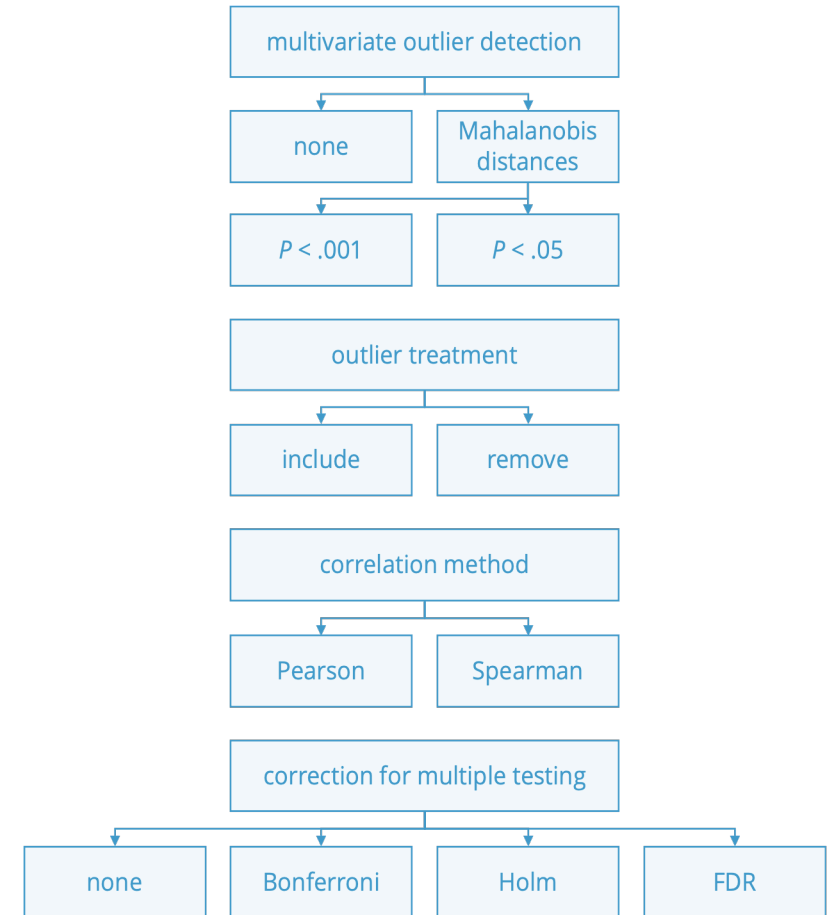 multivariate outlier detection
none
Mahalanobis
distances
P < .001
P < .05
outlier treatment
include
remove
correlation method
Pearson
Spearman
correction for multiple testing
none
Bonferroni
Holm
FDR